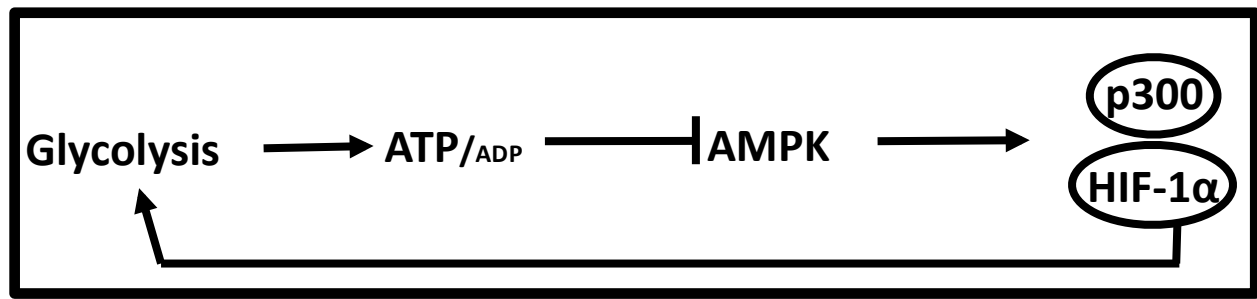 p300
Glycolysis ATP/ADP AMPK
HIF-1α